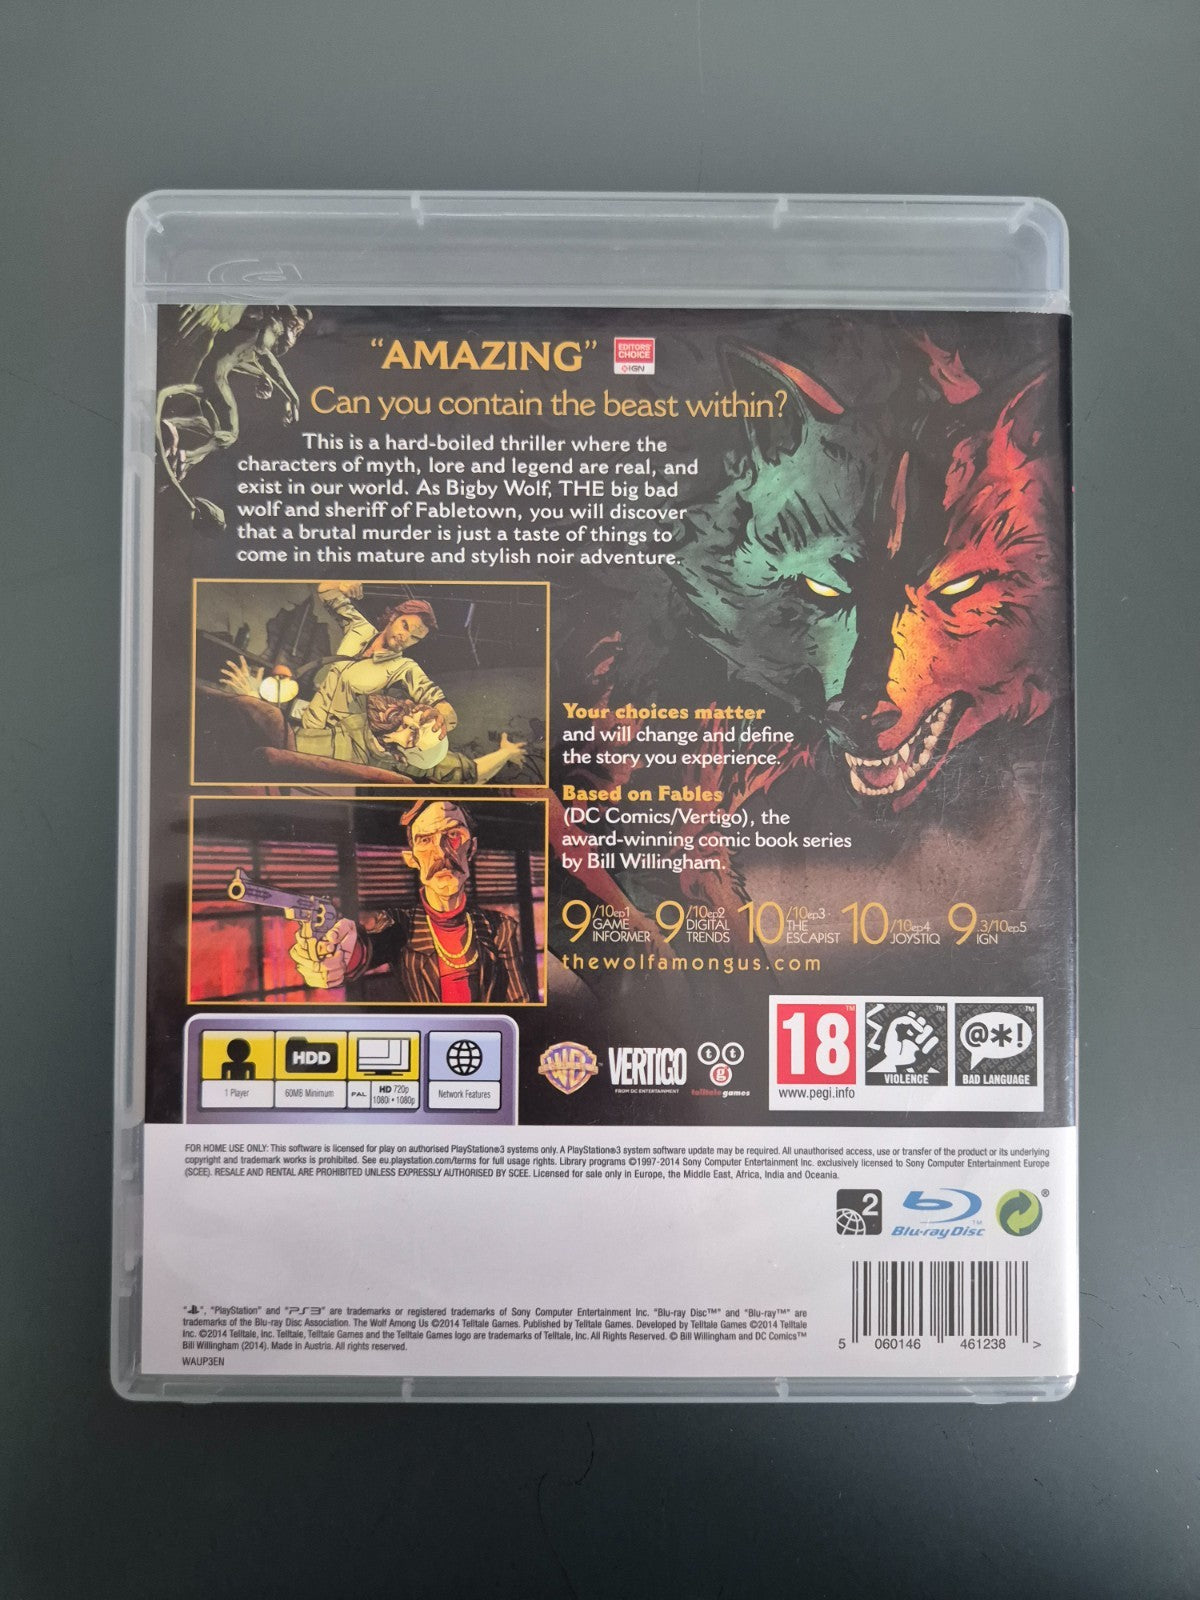 “AMAZING”
EDITORS'
CHOICE
IGN
Can you contain the beast within?
This is a hard-boiled thriller where the
characters of myth, lore and legend are real, and
exist in our world. As Bigby Wolf, THE big bad
wolf and sheriff of Fabletown, you will discover
that a brutal murder is just a taste of things to
come in this mature and stylish noir adventure.
Your choices matter
and will change and define
the story you experience.
Based on Fables
(DC Comics/Vertigo), the
award-winning comic book series
by Bill Willingham.
9/10ep1 GAME INFORMER
9/10ep2 DIGITAL TRENDS
10/10ep3 THE ESCAPIST
10/10ep4 JOYSTIQ
9.3/10ep5 IGN
thewolfamongus.com
1 Player
HDD
60MB Minimum
PAL
HD 720p
1080i • 1080p
Network Features
WB
VERTIGO
FROM DC ENTERTAINMENT
ttg
telltale games
18
www.pegi.info
VIOLENCE
@*!
BAD LANGUAGE
FOR HOME USE ONLY: This software is licensed for play on authorised PlayStation®3 systems only. A PlayStation®3 system software update may be required. All unauthorised access, use or transfer of the product or its underlying
copyright and trademark works is prohibited. See eu.playstation.com/terms for full usage rights. Library programs ©1997-2014 Sony Computer Entertainment Inc. exclusively licensed to Sony Computer Entertainment Europe
(SCEE). RESALE AND RENTAL ARE PROHIBITED UNLESS EXPRESSLY AUTHORISED BY SCEE. Licensed for sale only in Europe, the Middle East, Africa, India and Oceania.
2
Blu-ray Disc™
®
“ ”, “PlayStation” and “PS3” are trademarks or registered trademarks of Sony Computer Entertainment Inc. “Blu-ray Disc™” and “Blu-ray™” are
trademarks of the Blu-ray Disc Association. The Wolf Among Us ©2014 Telltale Games. Published by Telltale Games. Developed by Telltale Games ©2014 Telltale
Inc. ©2014 Telltale, Inc. Telltale, Telltale Games and the Telltale Games logo are trademarks of Telltale, Inc. All Rights Reserved. © Bill Willingham and DC Comics™
Bill Willingham (2014). Made in Austria. All rights reserved.
WAUP3EN
5 060146 461238 >